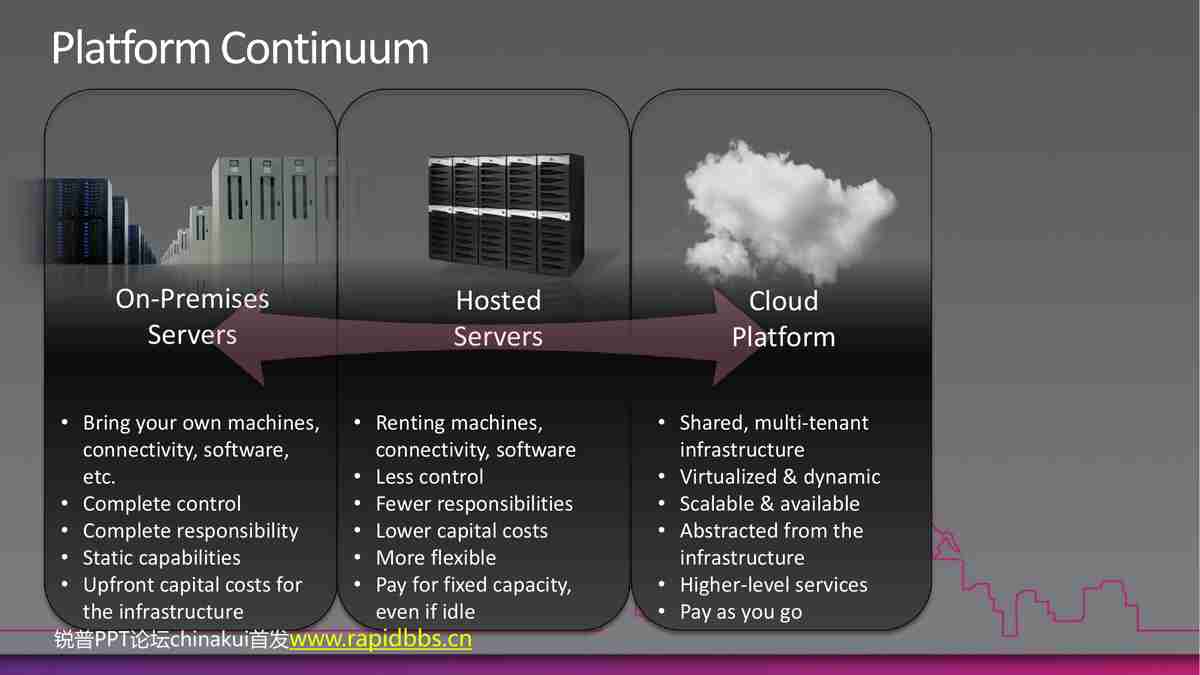 Platform Continuum
On-Premises
Servers
• Bring your own machines,
connectivity, software,
etc.
• Complete control
• Complete responsibility
• Static capabilities
• Upfront capital costs for
the infrastructure
Hosted
Servers
• Renting machines,
connectivity, software
• Less control
• Fewer responsibilities
• Lower capital costs
• More flexible
• Pay for fixed capacity,
even if idle
Cloud
Platform
• Shared, multi-tenant
infrastructure
• Virtualized & dynamic
• Scalable & available
• Abstracted from the
infrastructure
• Higher-level services
• Pay as you go
锐普PPT论坛chinakui首发www.rapidbbs.cn